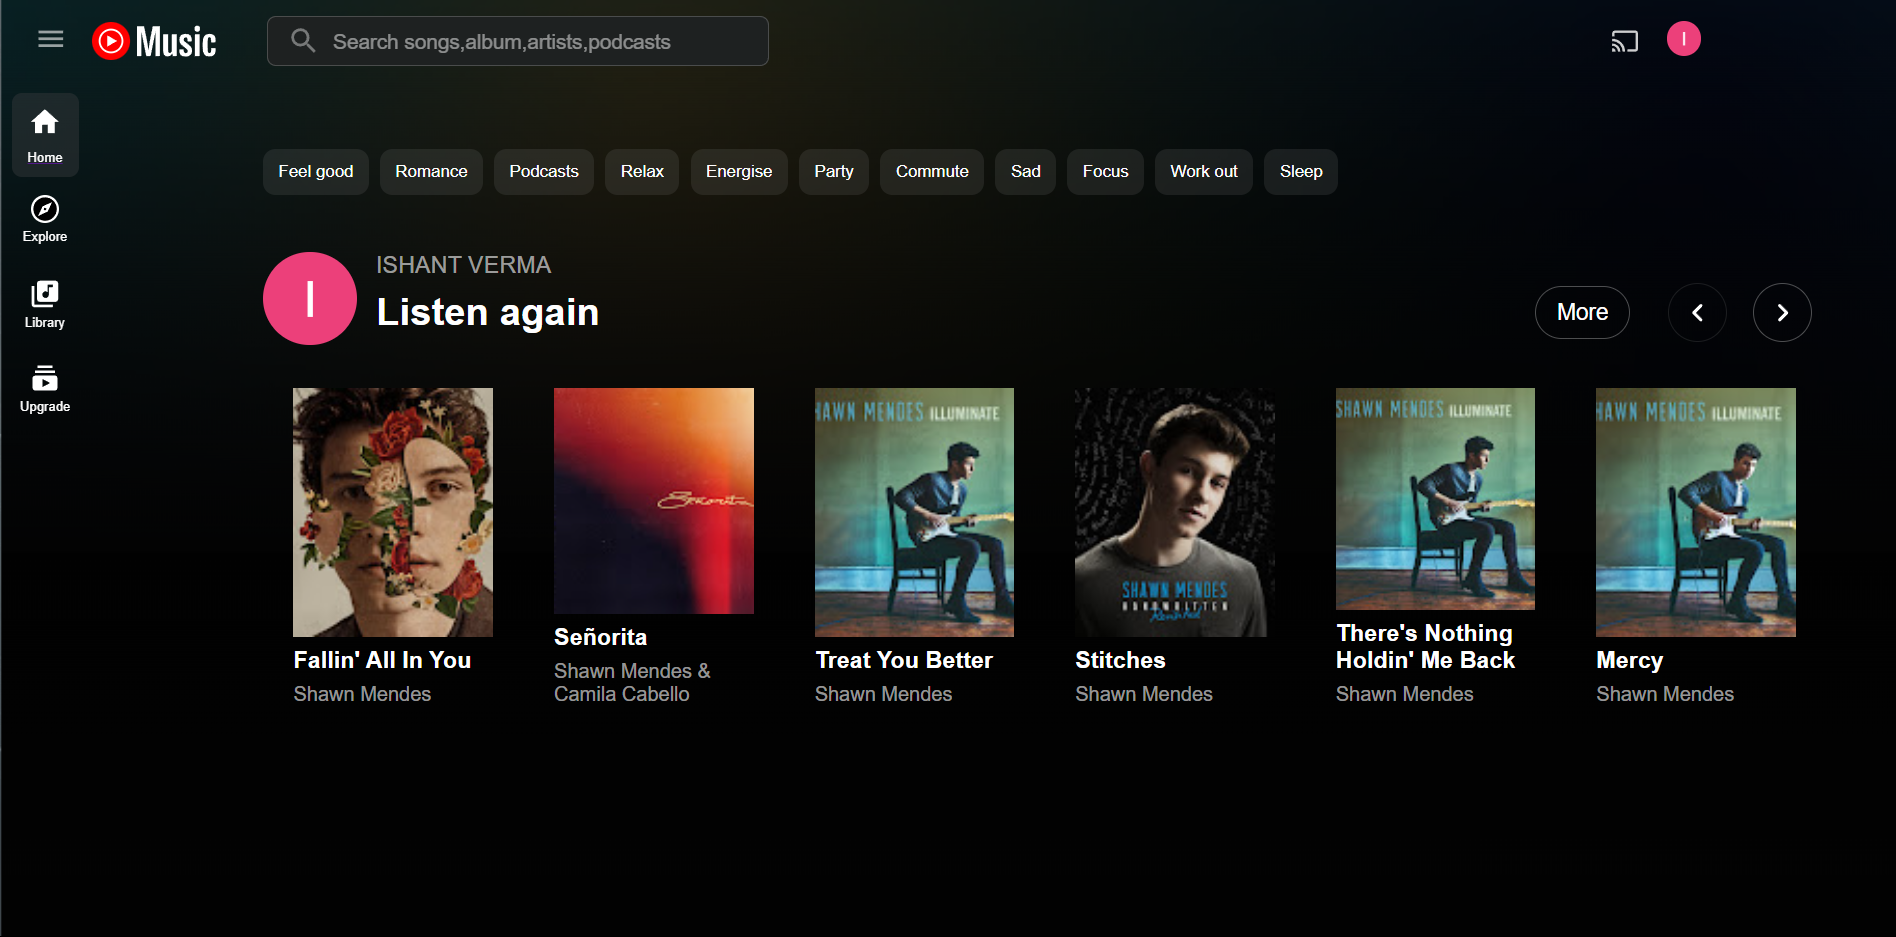 Music
Search songs,album,artists,podcasts
I
Home
Explore
Library
Upgrade
Feel good
Romance
Podcasts
Relax
Energise
Party
Commute
Sad
Focus
Work out
Sleep
I
ISHANT VERMA
Listen again
More
Señorita
HAWN MENDES ILLUMINATE
SHAWN MENDES
HANDWRITTEN
Revisited
SHAWN MENDES ILLUMINATE
HAWN MENDES ILLUMINATE
Fallin' All In You
Shawn Mendes
Señorita
Shawn Mendes &
Camila Cabello
Treat You Better
Shawn Mendes
Stitches
Shawn Mendes
There's Nothing
Holdin' Me Back
Shawn Mendes
Mercy
Shawn Mendes